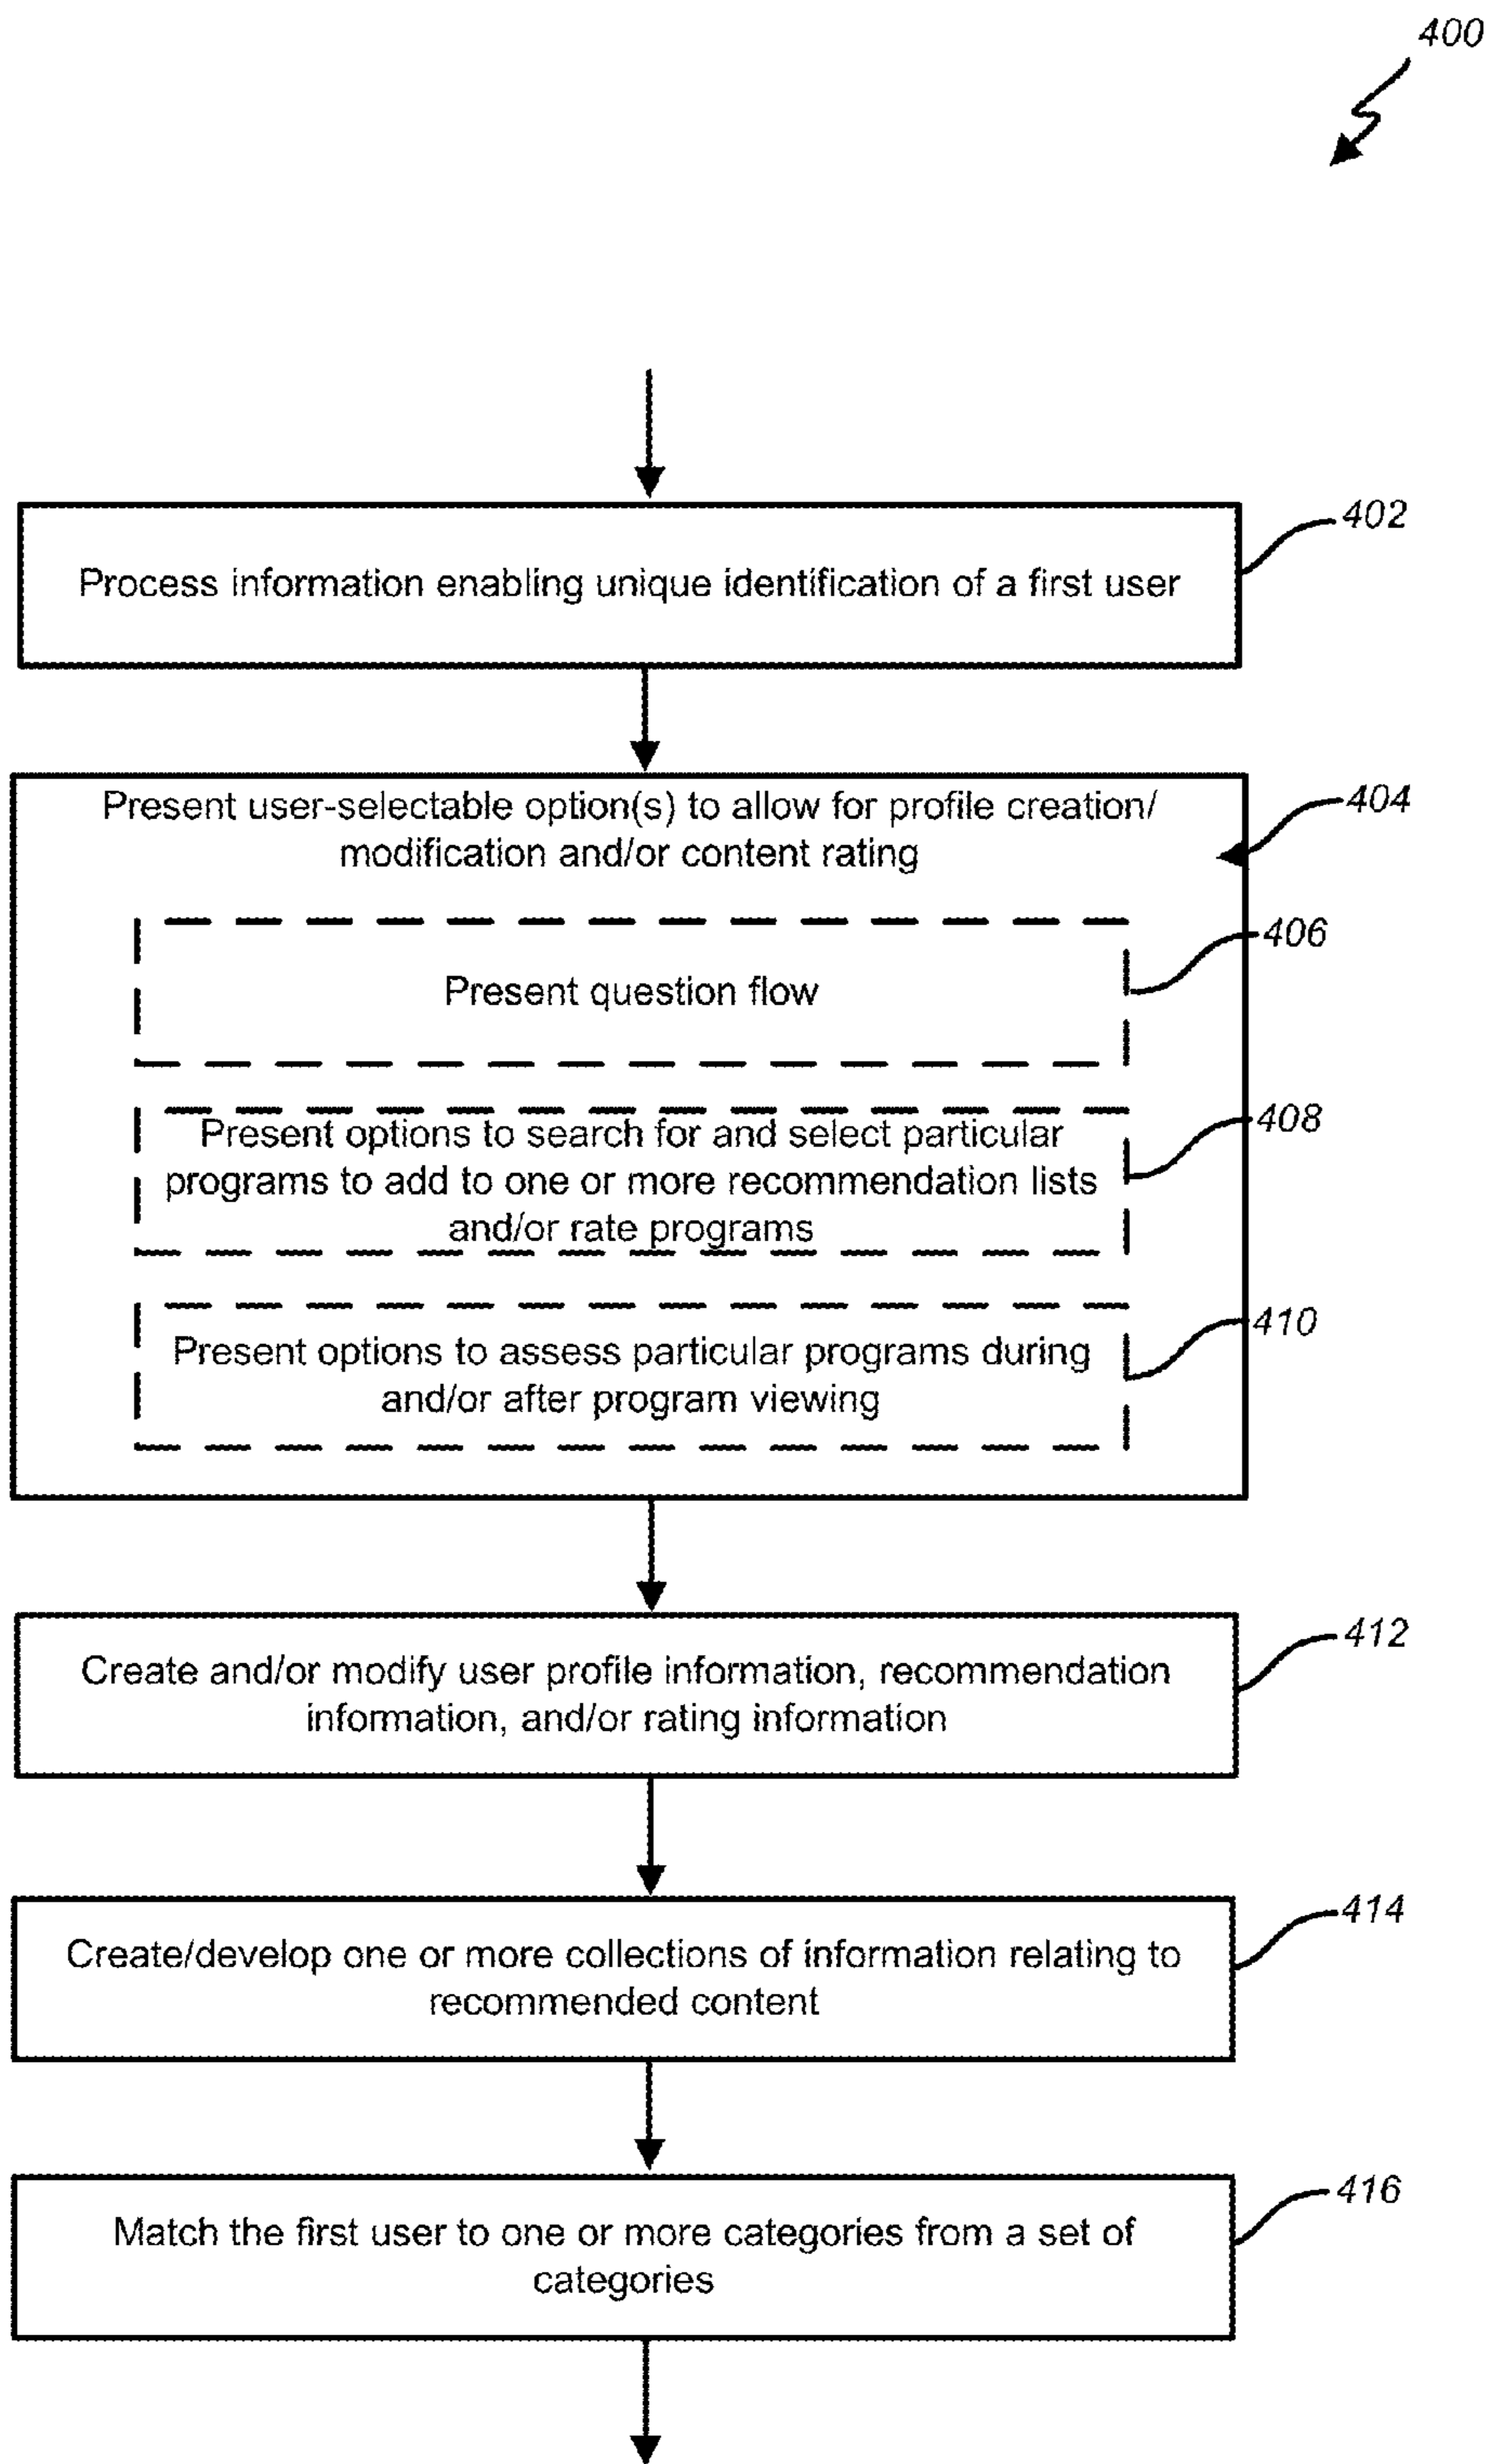 400
402
Process information enabling unique identification of a first user
Present user-selectable option(s) to allow for profile creation/
modification and/or content rating
404
406
Present question flow
408
Present options to search for and select particular
programs to add to one or more recommendation lists
and/or rate programs
410
Present options to assess particular programs during
and/or after program viewing
412
Create and/or modify user profile information, recommendation
information, and/or rating information
414
Create/develop one or more collections of information relating to
recommended content
416
Match the first user to one or more categories from a set of
categories